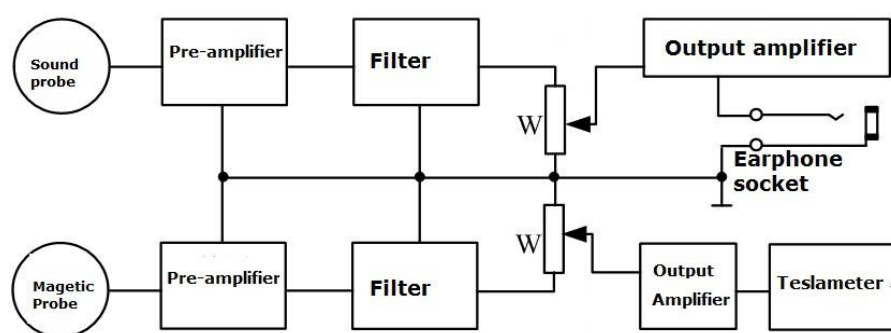 Sound
probe
Pre-amplifier
Filter
W
Output amplifier
Earphone
socket
Magetic
Probe
Pre-amplifier
Filter
W
Output
Amplifier
Teslameter